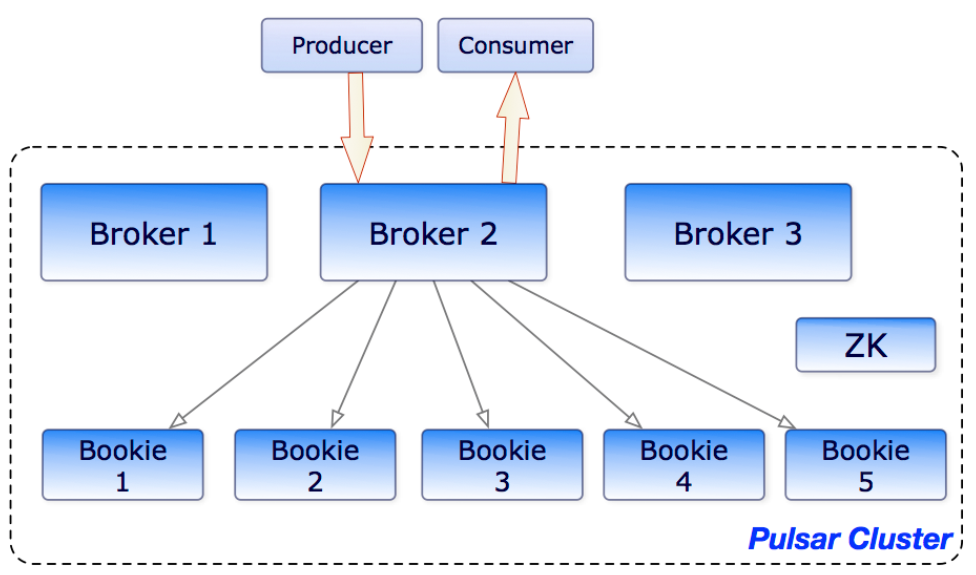 Producer
Consumer
Broker 1
Broker 2
Broker 3
ZK
Bookie
1
Bookie
2
Bookie
3
Bookie
4
Bookie
5
Pulsar Cluster